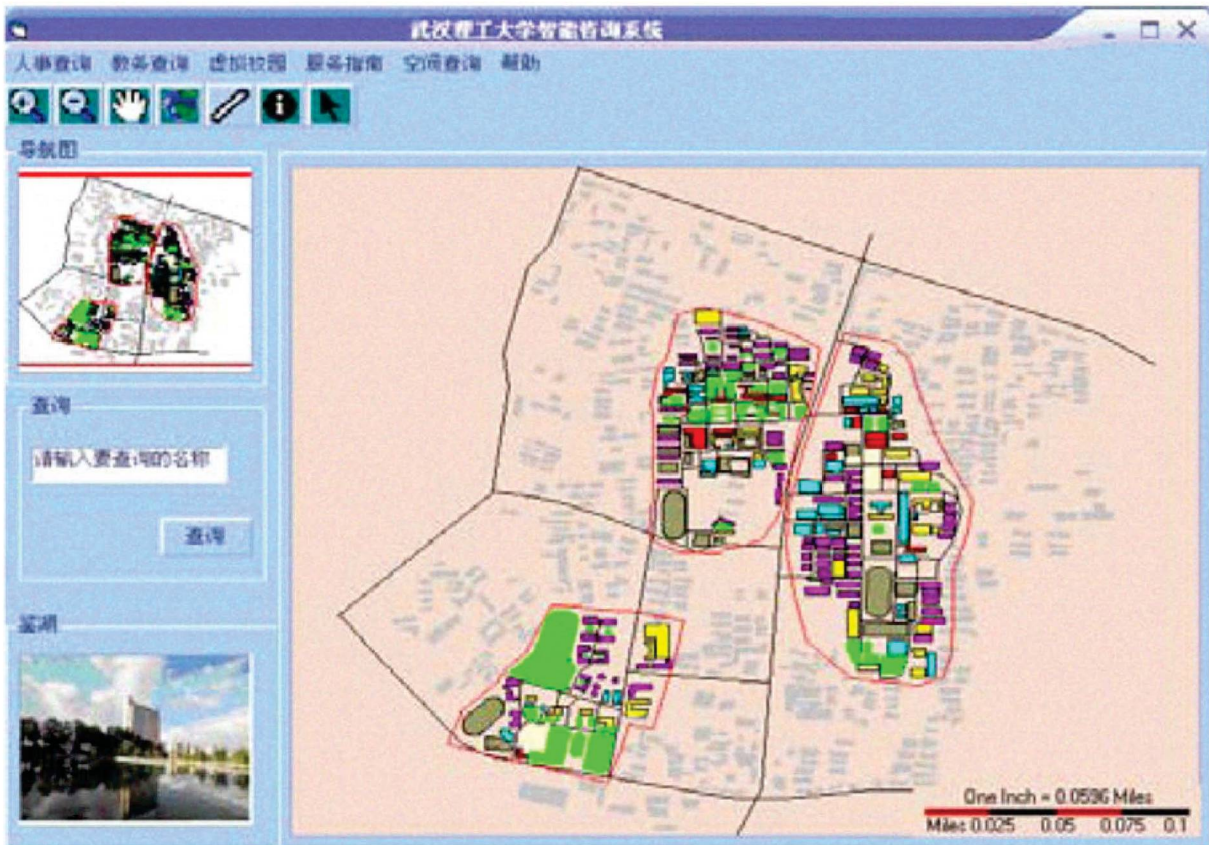 武汉理工大学智能咨询系统
人事查询 教务查询 虚拟校园 服务指南 空间查询 帮助
导航图
查询
请输入要查询的名称
查询
鉴湖
One Inch = 0.0596 Miles
Miles 0.025 0.05 0.075 0.1